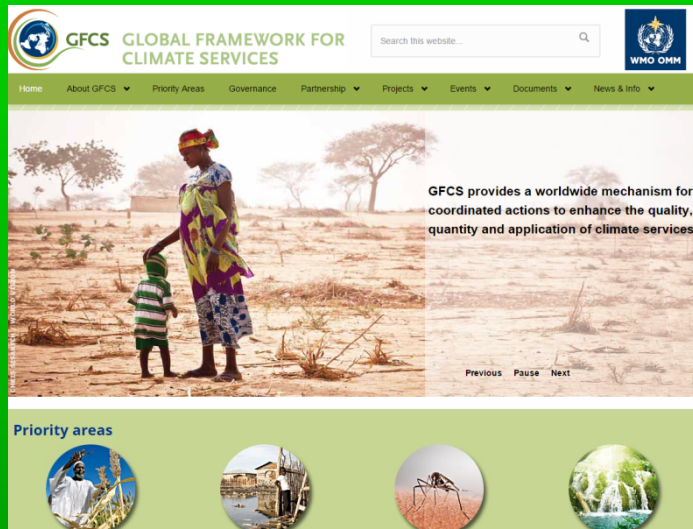 GFCS GLOBAL FRAMEWORK FOR
CLIMATE SERVICES
Search this website...
WMO OMM
Home About GFCS Priority Areas Governance Partnership Projects Events Documents News & Info
GFCS provides a worldwide mechanism for
coordinated actions to enhance the quality,
quantity and application of climate services
Previous Pause Next
Priority areas